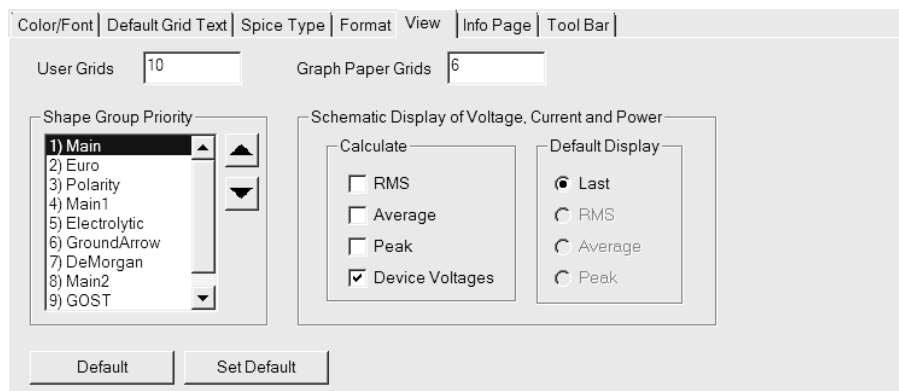 Color/Font Default Grid Text Spice Type Format View Info Page Tool Bar
User Grids 10 Graph Paper Grids 6
Shape Group Priority
1) Main
2) Euro
3) Polarity
4) Main1
5) Electrolytic
6) GroundArrow
7) DeMorgan
8) Main2
9) GOST
Schematic Display of Voltage, Current and Power
Calculate
RMS
Average
Peak
Device Voltages
Default Display
Last
RMS
Average
Peak
Default Set Default